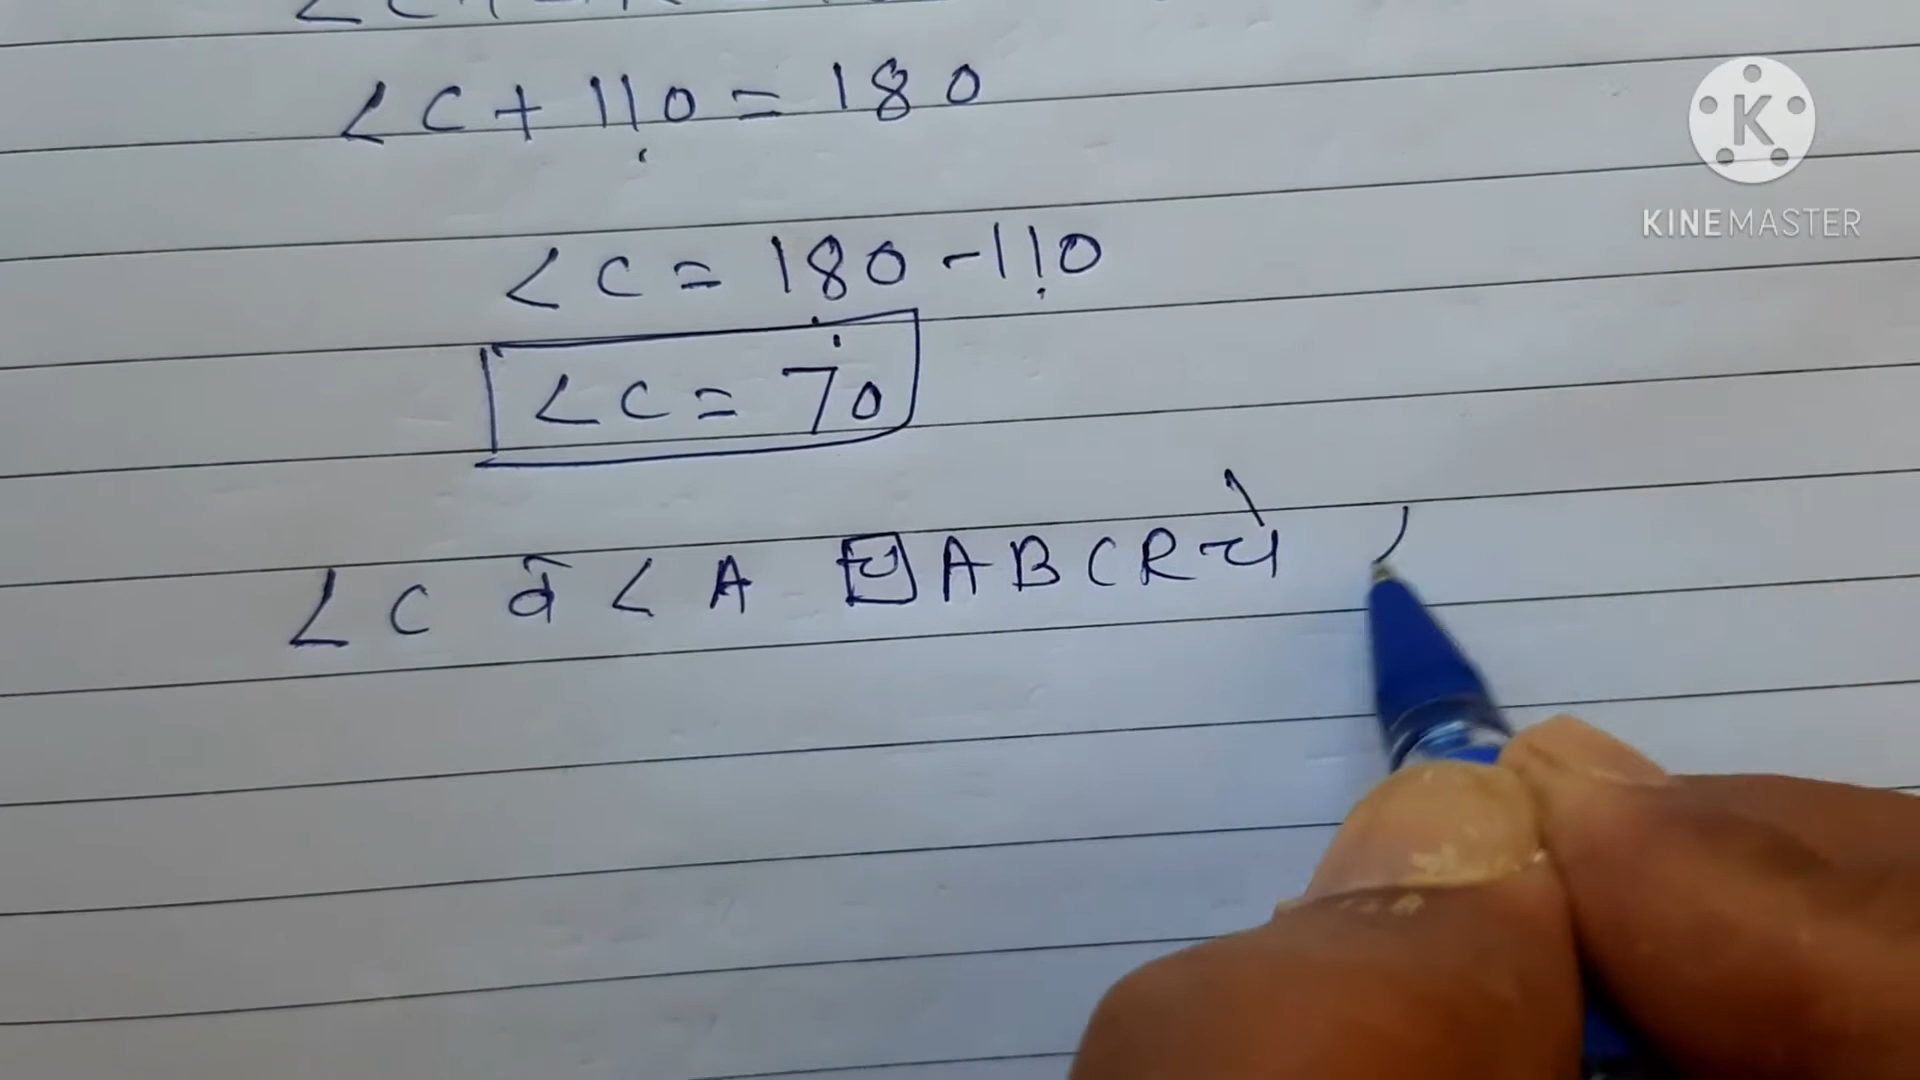 ∠C + 110 = 180
∠C = 180 - 110
∠C = 70
∠C व ∠A □ABCR चे
K
KINEMASTER